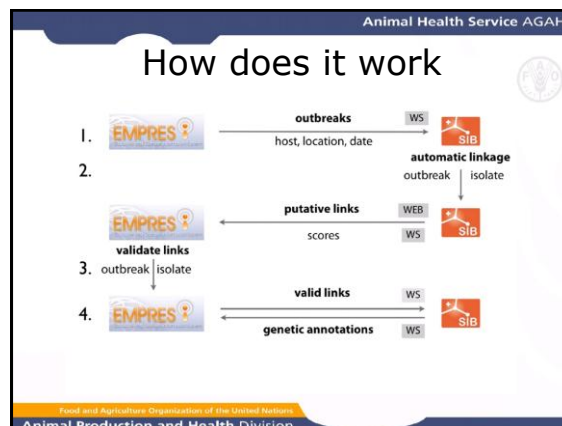 Animal Health Service AGAH
How does it work
1.
EMPRES i
outbreaks
WS
host, location, date
SIB
automatic linkage
2.
outbreak isolate
EMPRES i
putative links
WEB
scores
WS
SIB
validate links
3. outbreak isolate
4.
EMPRES i
valid links
WS
genetic annotations
WS
SIB
Food and Agriculture Organization of the United Nations
Animal Production and Health Division